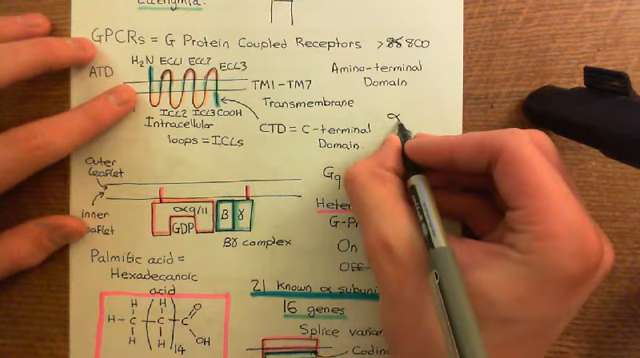 Euthymia
GPCRs = G Protein Coupled Receptors > 800
ATD
H₂N ECL1 ECL2 ECL3
TM1-TM7
Transmembrane
Amino-terminal
Domain
ICL2 ICL3 COOH
Intracellular
loops = ICLs
CTD = C-terminal
Domain
α
outer
leaflet
inner
leaflet
αq/11
GDP
β γ
βγ complex
Gq
G-Pr
On
OFF
Palmitic acid =
Hexadecanoic
acid
H H O
H-C-(C)-C
H H OH
14
21 known α subuni
16 genes
Splice varian
Codin